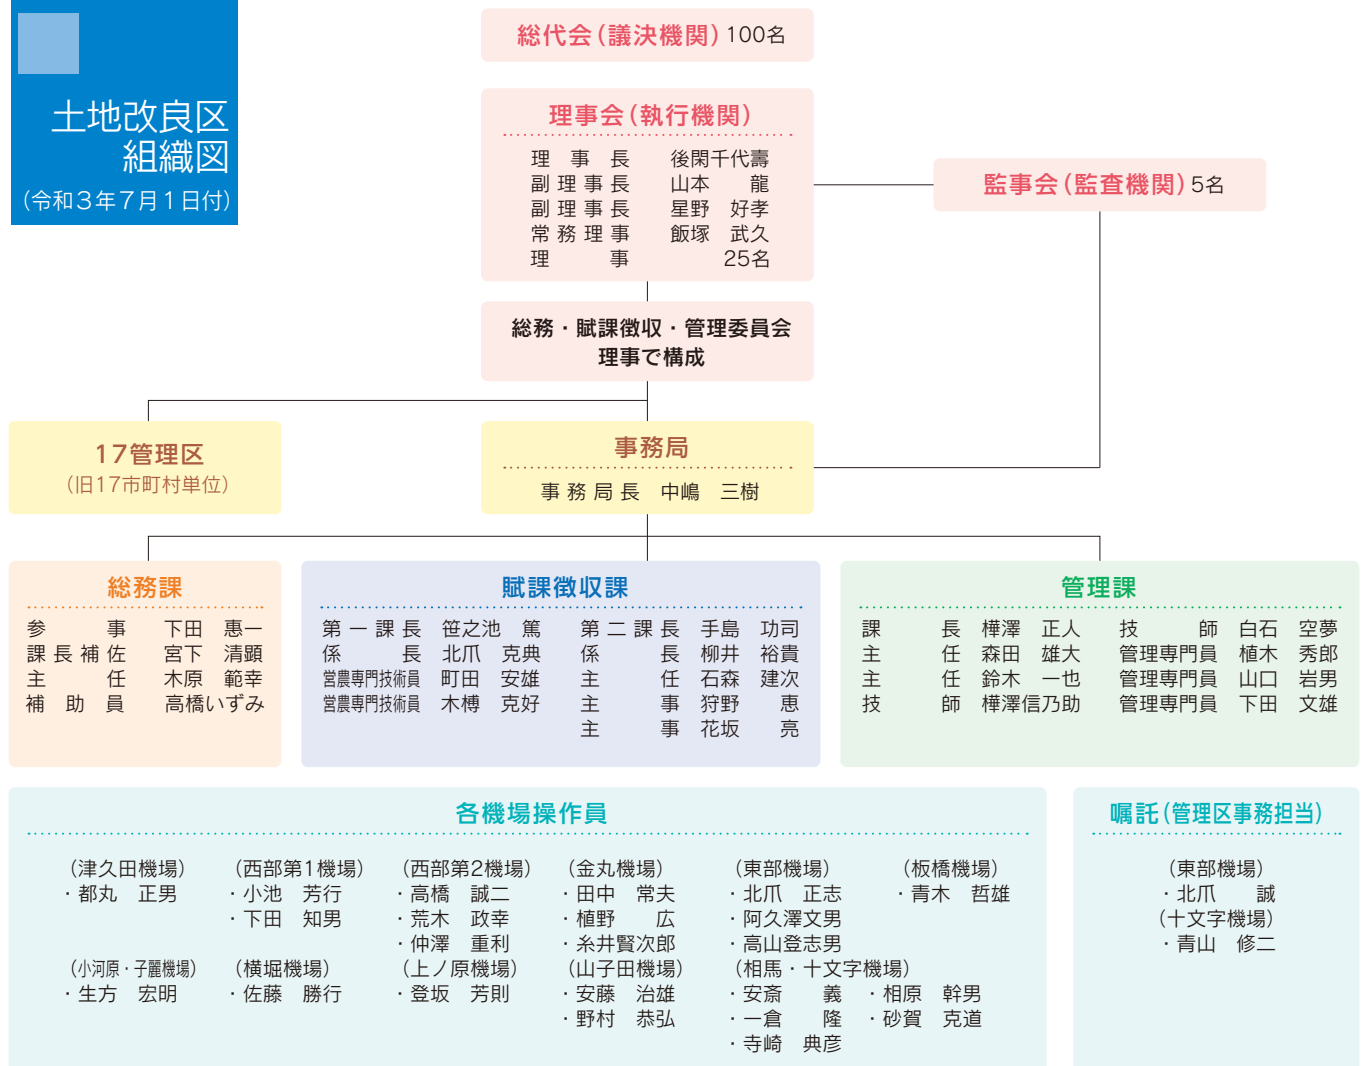 土地改良区
組織図
（令和3年7月1日付）
総代会（議決機関）100名
理事会（執行機関）
理事長 後閑千代壽
副理事長 山本 龍
副理事長 星野 好孝
常務理事 飯塚 武久
理事 25名
監事会（監査機関）5名
総務・賦課徴収・管理委員会
理事で構成
17管理区
（旧17市町村単位）
事務局
事務局長 中嶋 三樹
総務課
参事 下田 惠一
課長補佐 宮下 清顕
主任 木原 範幸
補助員 高橋いずみ
賦課徴収課
第一課長 笹之池 篤 第二課長 手島 功司
係長 北爪 克典 係長 柳井 裕貴
営農専門技術員 町田 安雄 主任 石森 建次
営農専門技術員 木榑 克好 主事 狩野 恵
主事 花坂 亮
管理課
課長 樺澤 正人 技師 白石 空夢
主任 森田 雄大 管理専門員 植木 秀郎
主任 鈴木 一也 管理専門員 山口 岩男
技師 樺澤信乃助 管理専門員 下田 文雄
各機場操作員
（津久田機場） （西部第1機場） （西部第2機場） （金丸機場） （東部機場） （板橋機場）
・都丸 正男 ・小池 芳行 ・高橋 誠二 ・田中 常夫 ・北爪 正志 ・青木 哲雄
・下田 知男 ・荒木 政幸 ・植野 広 ・阿久澤文男
・仲澤 重利 ・糸井賢次郎 ・高山登志男
（小河原・子麗機場） （横堀機場） （上ノ原機場） （山子田機場） （相馬・十文字機場）
・生方 宏明 ・佐藤 勝行 ・登坂 芳則 ・安藤 治雄 ・安斎 義 ・相原 幹男
・野村 恭弘 ・一倉 隆 ・砂賀 克道
・寺崎 典彦
嘱託（管理区事務担当）
（東部機場）
・北爪 誠
（十文字機場）
・青山 修二